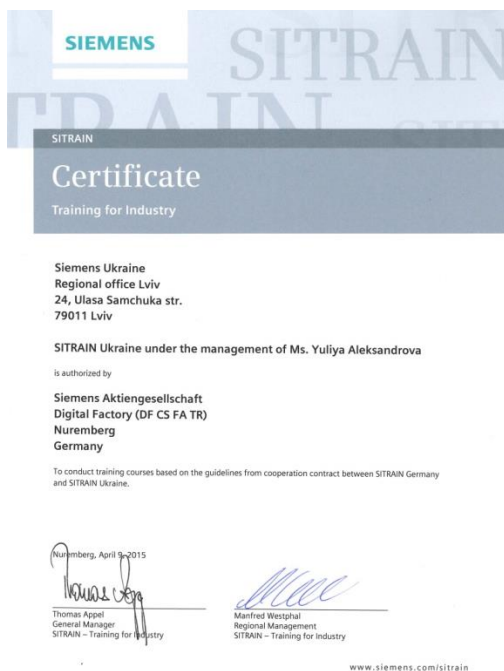 SIEMENS
SITRAIN
SITRAIN
Certificate
Training for Industry
Siemens Ukraine
Regional office Lviv
24, Ulasa Samchuka str.
79011 Lviv
SITRAIN Ukraine under the management of Ms. Yuliya Aleksandrova
is authorized by
Siemens Aktiengesellschaft
Digital Factory (DF CS FA TR)
Nuremberg
Germany
To conduct training courses based on the guidelines from cooperation contract between SITRAIN Germany
and SITRAIN Ukraine.
Nuremberg, April 9, 2015
Thomas Appel
General Manager
SITRAIN – Training for Industry
Manfred Westphal
Regional Management
SITRAIN – Training for Industry
www.siemens.com/sitrain